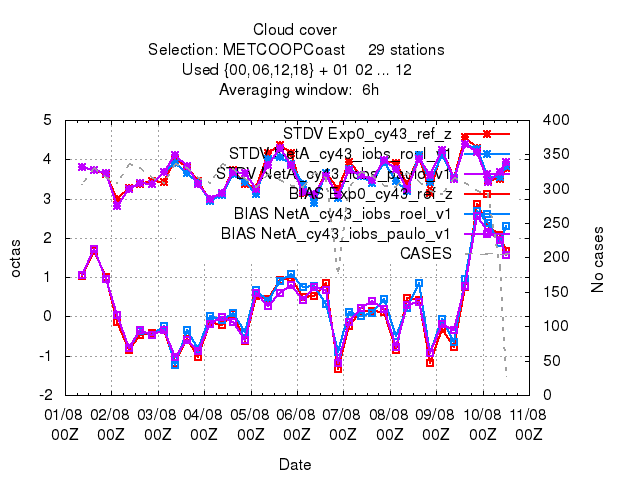 Cloud cover
Selection: METCOOPCoast 29 stations
Used {00,06,12,18} + 01 02 ... 12
Averaging window: 6h
STDV Exp0_cy43_ref_z
STDV NetA_cy43_iobs_roel_v1
STDV NetA_cy43_iobs_paulo_v1
BIAS Exp0_cy43_ref_z
BIAS NetA_cy43_iobs_roel_v1
BIAS NetA_cy43_iobs_paulo_v1
CASES
octas
5
4
3
2
1
0
-1
-2
No cases
400
350
300
250
200
150
100
50
0
01/08 02/08 03/08 04/08 05/08 06/08 07/08 08/08 09/08 10/08 11/08
00Z 00Z 00Z 00Z 00Z 00Z 00Z 00Z 00Z 00Z 00Z
Date